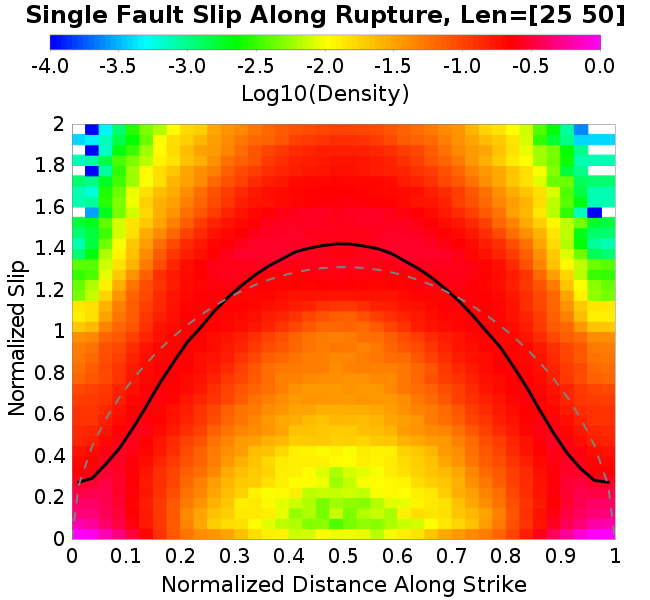 Single Fault Slip Along Rupture, Len=[25 50]
-4.0 -3.5 -3.0 -2.5 -2.0 -1.5 -1.0 -0.5 0.0
Log10(Density)
2
1.8
1.6
1.4
1.2
1
0.8
0.6
0.4
0.2
0
Normalized Slip
0 0.1 0.2 0.3 0.4 0.5 0.6 0.7 0.8 0.9 1
Normalized Distance Along Strike